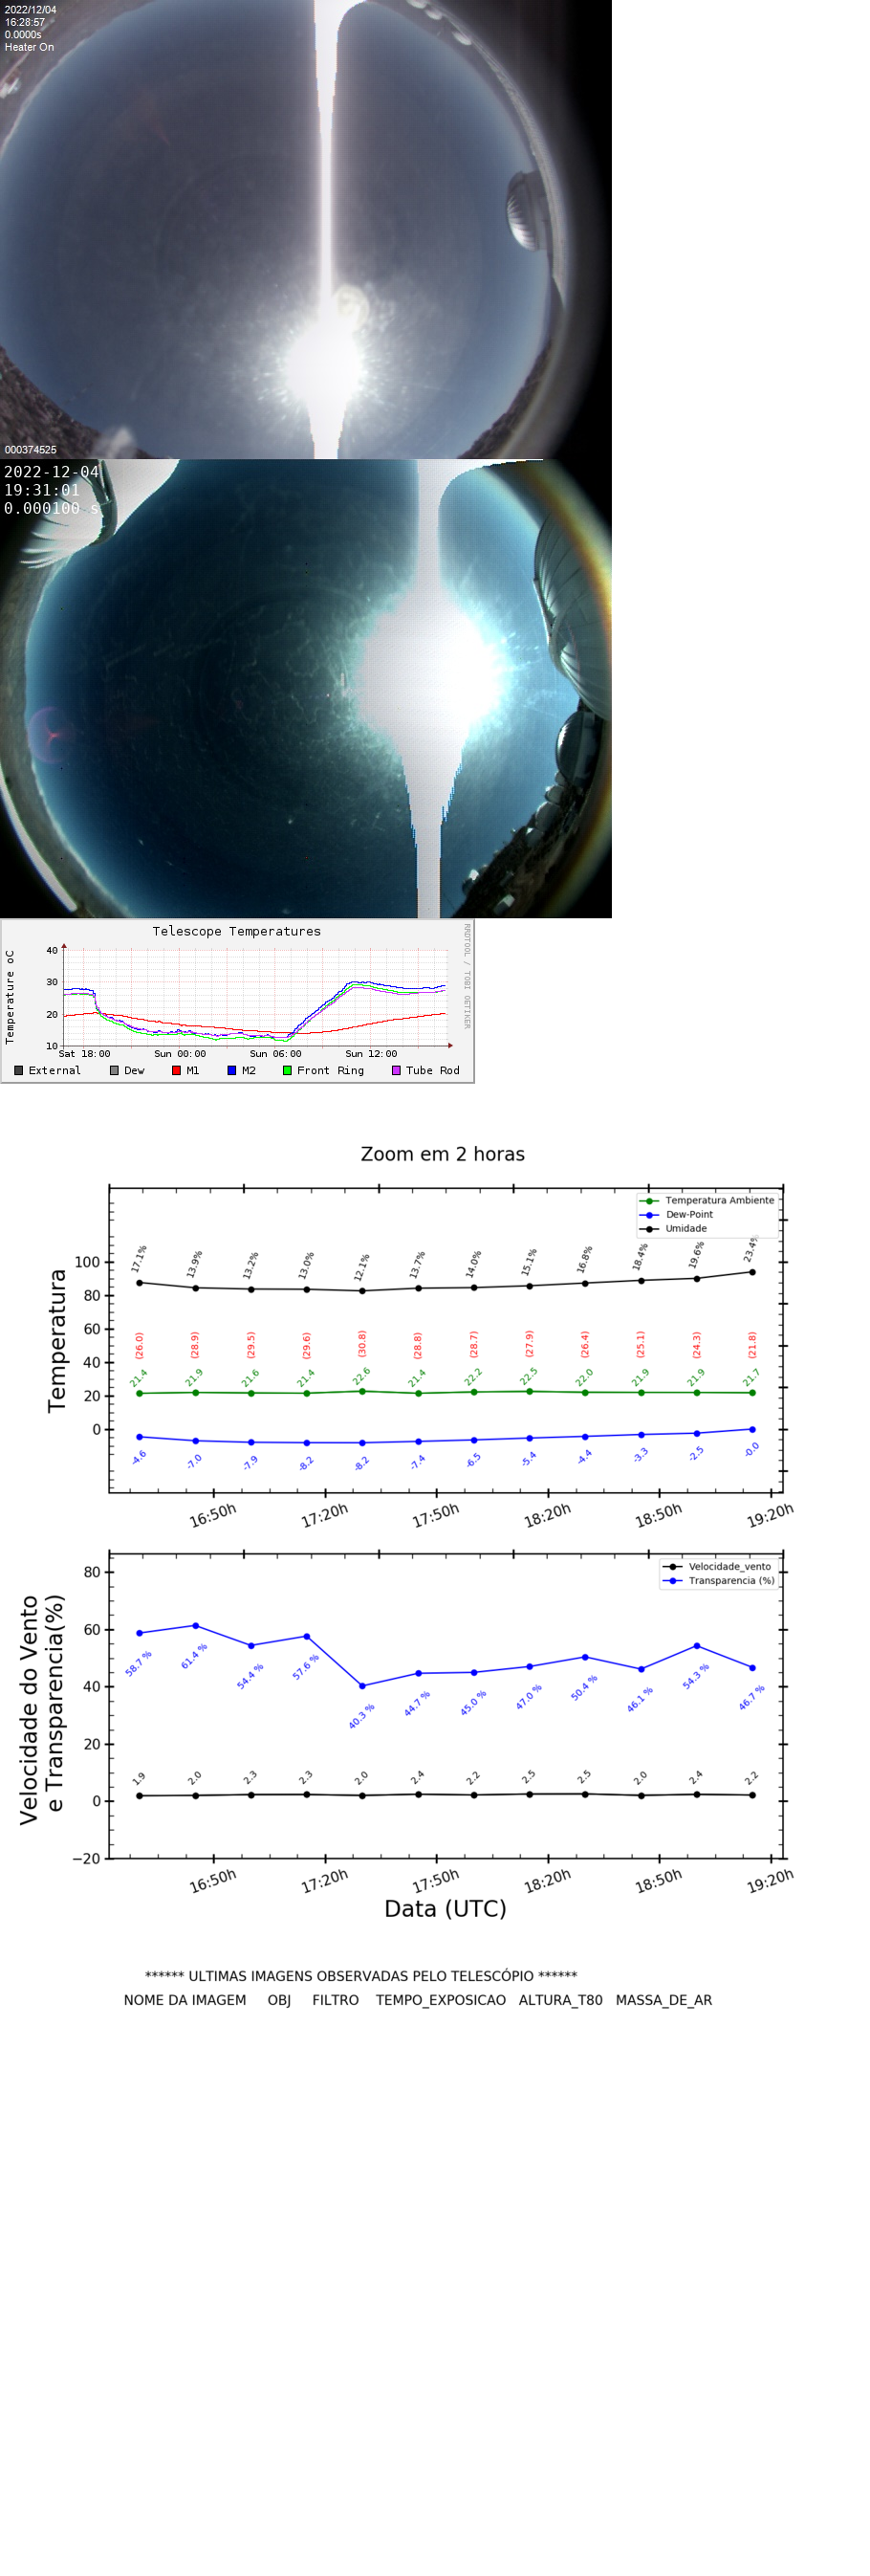 2022/12/04
16:28:57
0.0000s
Heater On
000374525
2022-12-04
19:31:01
0.000100 s
Telescope Temperatures
RRDTOOL / TOBI OETIKER
Temperature oC
40
30
20
10
Sat 18:00 Sun 00:00 Sun 06:00 Sun 12:00
External Dew M1 M2 Front Ring Tube Rod
Zoom em 2 horas
Temperatura Ambiente
Dew-Point
Umidade
Temperatura
100
80
60
40
20
0
17.1% 13.9% 13.2% 13.0% 12.1% 13.7% 14.0% 15.1% 16.8% 18.4% 19.6% 23.4%
(26.0) (28.9) (29.5) (29.6) (30.8) (28.8) (28.7) (27.9) (26.4) (25.1) (24.3) (21.8)
21.4 21.9 21.6 21.4 22.6 21.4 22.2 22.5 22.0 21.9 21.9 21.7
-4.6 -7.0 -7.9 -8.2 -8.2 -7.4 -6.5 -5.4 -4.4 -3.3 -2.5 -0.0
16:50h 17:20h 17:50h 18:20h 18:50h 19:20h
Velocidade_vento
Transparencia (%)
Velocidade do Vento
e Transparencia(%)
80
60
40
20
0
−20
58.7 % 61.4 % 54.4 % 57.6 % 40.3 % 44.7 % 45.0 % 47.0 % 50.4 % 46.1 % 54.3 % 46.7 %
1.9 2.0 2.3 2.3 2.0 2.4 2.2 2.5 2.5 2.0 2.4 2.2
16:50h 17:20h 17:50h 18:20h 18:50h 19:20h
Data (UTC)
****** ULTIMAS IMAGENS OBSERVADAS PELO TELESCÓPIO ******
NOME DA IMAGEM OBJ FILTRO TEMPO_EXPOSICAO ALTURA_T80 MASSA_DE_AR